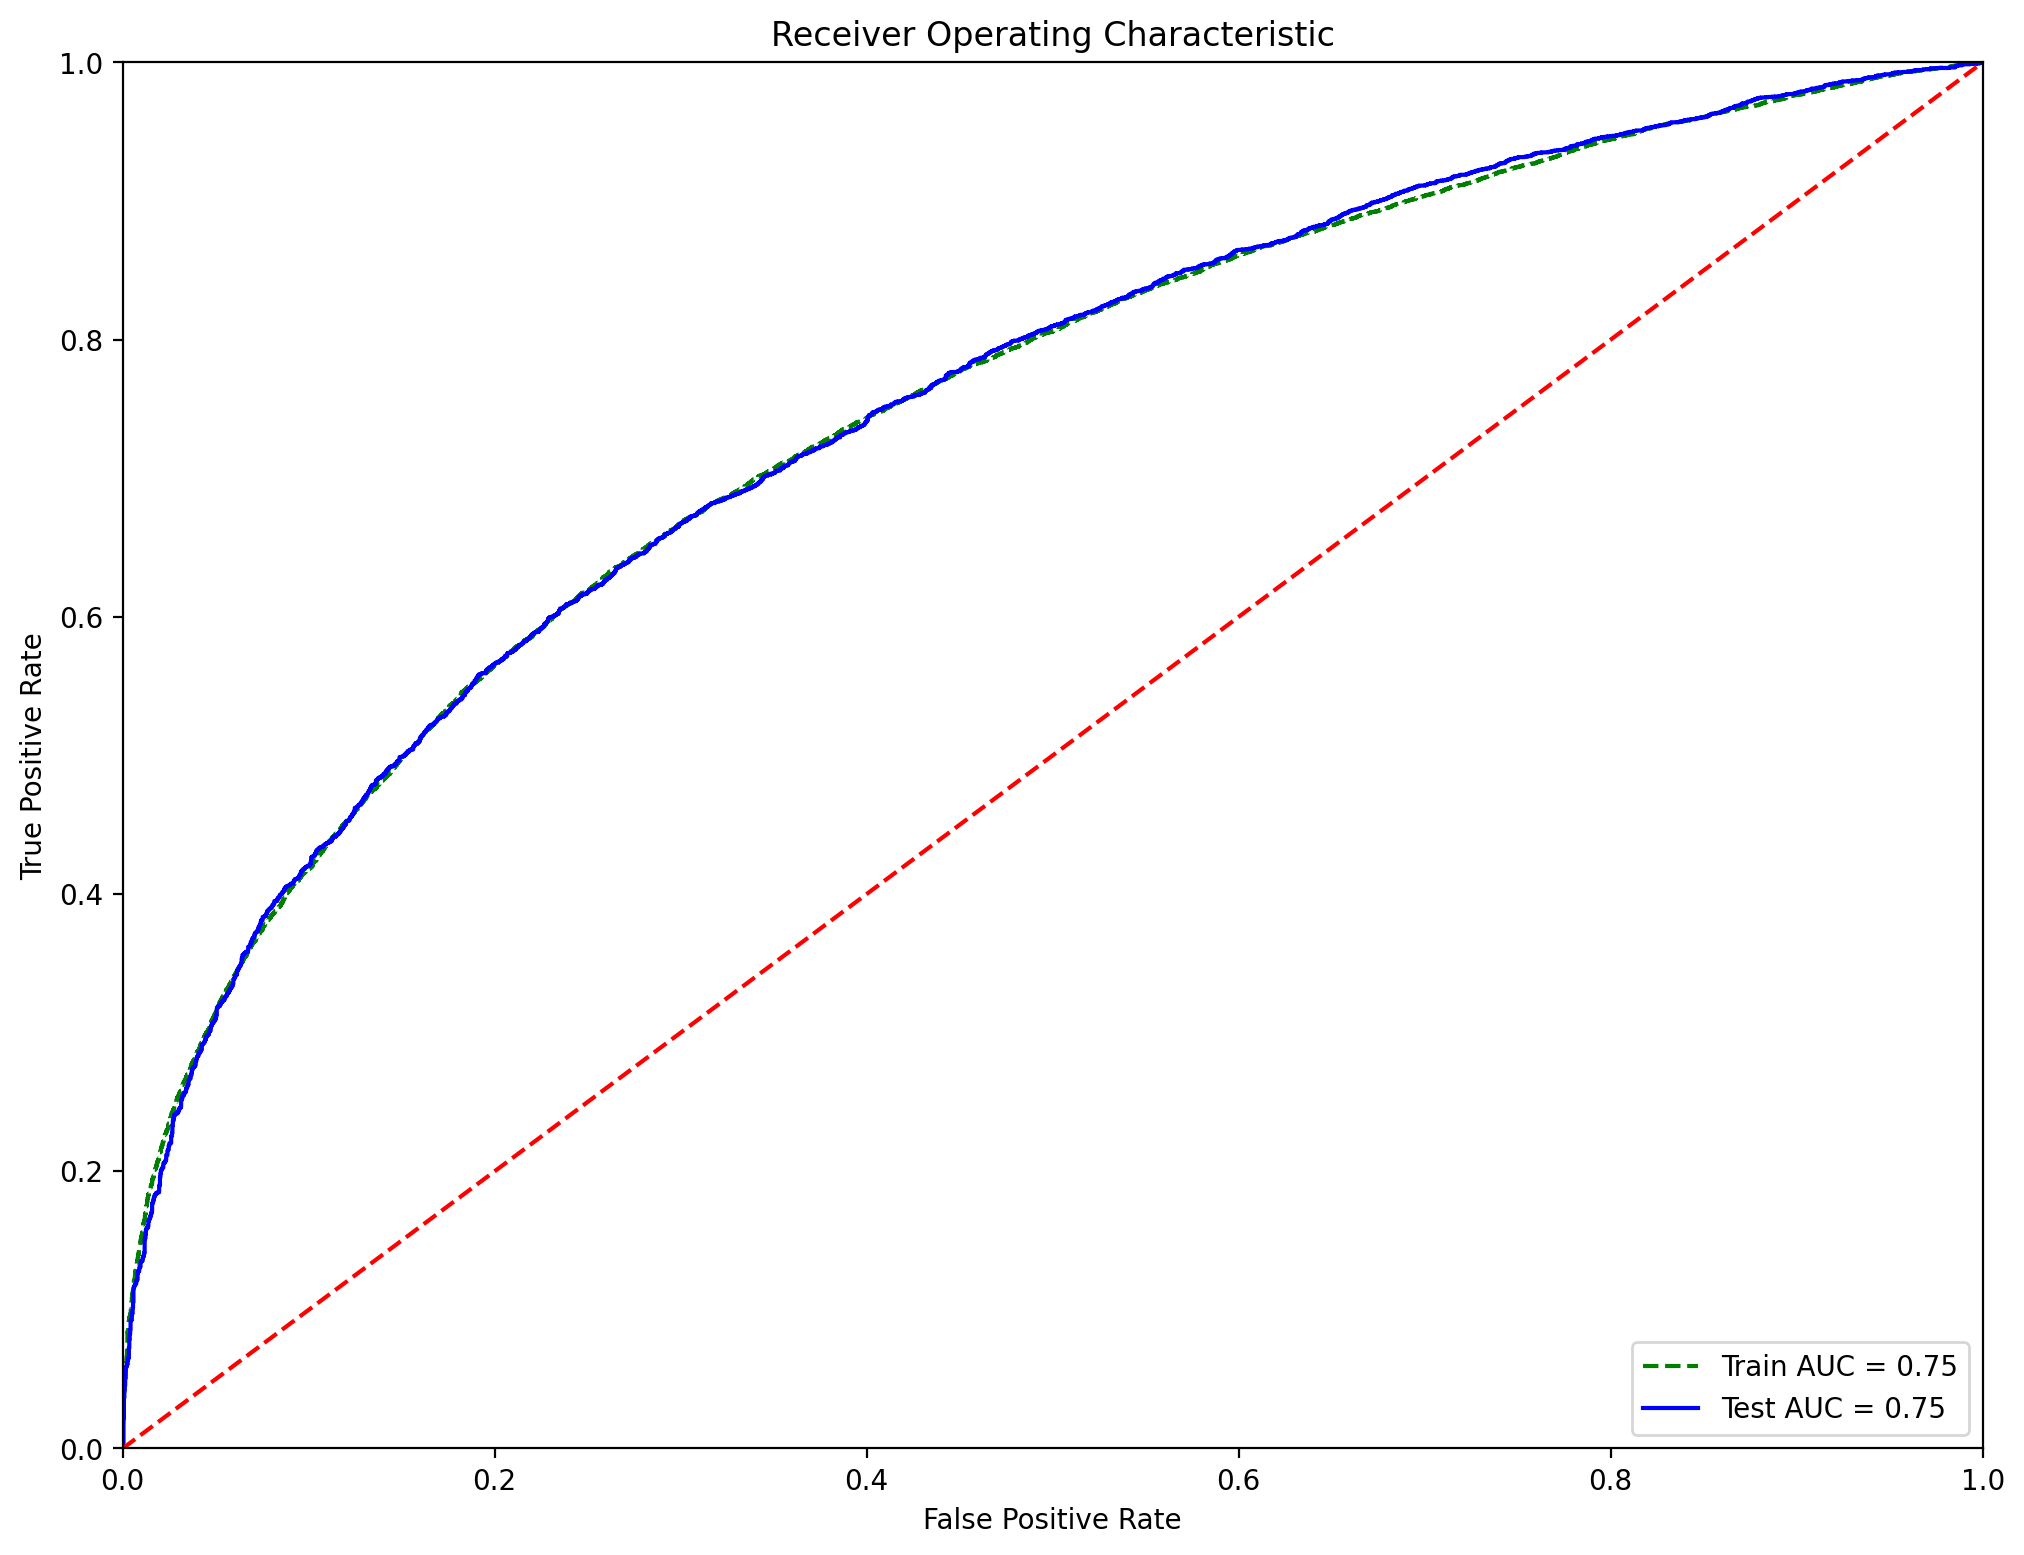 Receiver Operating Characteristic
1.0
0.8
0.6
0.4
0.2
0.0
True Positive Rate
Train AUC = 0.75
Test AUC = 0.75
0.0 0.2 0.4 0.6 0.8 1.0
False Positive Rate